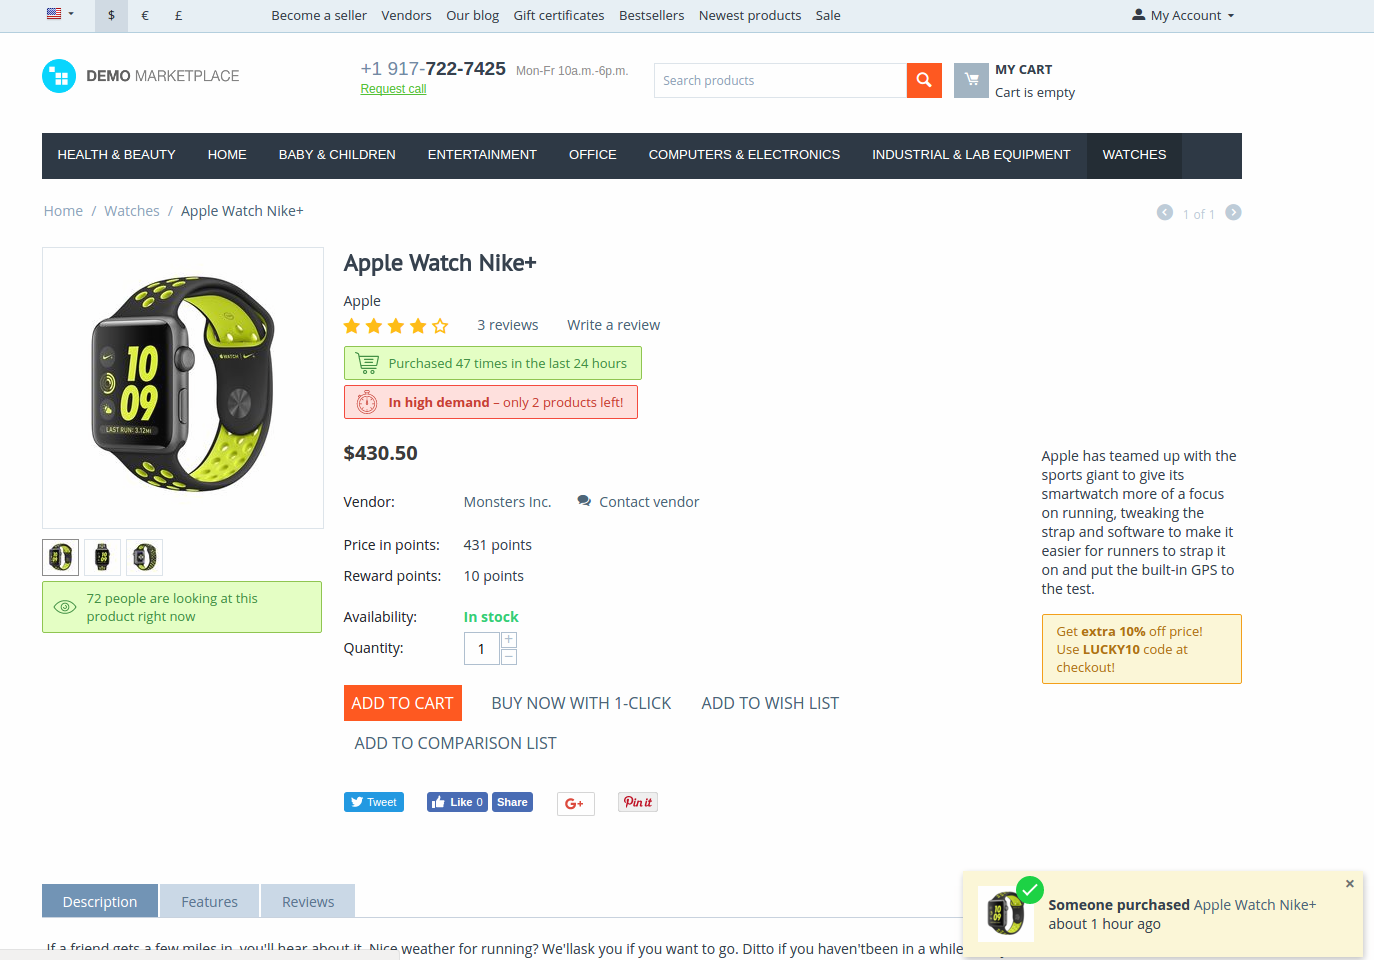 $ € £ Become a seller Vendors Our blog Gift certificates Bestsellers Newest products Sale My Account
DEMO MARKETPLACE
+1 917-722-7425 Mon-Fr 10a.m.-6p.m.
Request call
Search products
MY CART
Cart is empty
HEALTH & BEAUTY HOME BABY & CHILDREN ENTERTAINMENT OFFICE COMPUTERS & ELECTRONICS INDUSTRIAL & LAB EQUIPMENT WATCHES
Home / Watches / Apple Watch Nike+
1 of 1
10
09
LAST RUN: 3.12MI
WATCH
72 people are looking at this
product right now
Apple Watch Nike+
Apple
3 reviews Write a review
Purchased 47 times in the last 24 hours
In high demand – only 2 products left!
$430.50
Vendor: Monsters Inc. Contact vendor
Price in points: 431 points
Reward points: 10 points
Availability: In stock
Quantity: 1 + −
ADD TO CART BUY NOW WITH 1-CLICK ADD TO WISH LIST
ADD TO COMPARISON LIST
Tweet Like 0 Share G+ Pin it
Apple has teamed up with the
sports giant to give its
smartwatch more of a focus
on running, tweaking the
strap and software to make it
easier for runners to strap it
on and put the built-in GPS to
the test.
Get extra 10% off price!
Use LUCKY10 code at
checkout!
Description Features Reviews
If a friend gets a few miles in, you'll hear about it. Nice weather for running? We'llask you if you want to go. Ditto if you haven'tbeen in a while
Someone purchased Apple Watch Nike+
about 1 hour ago
×